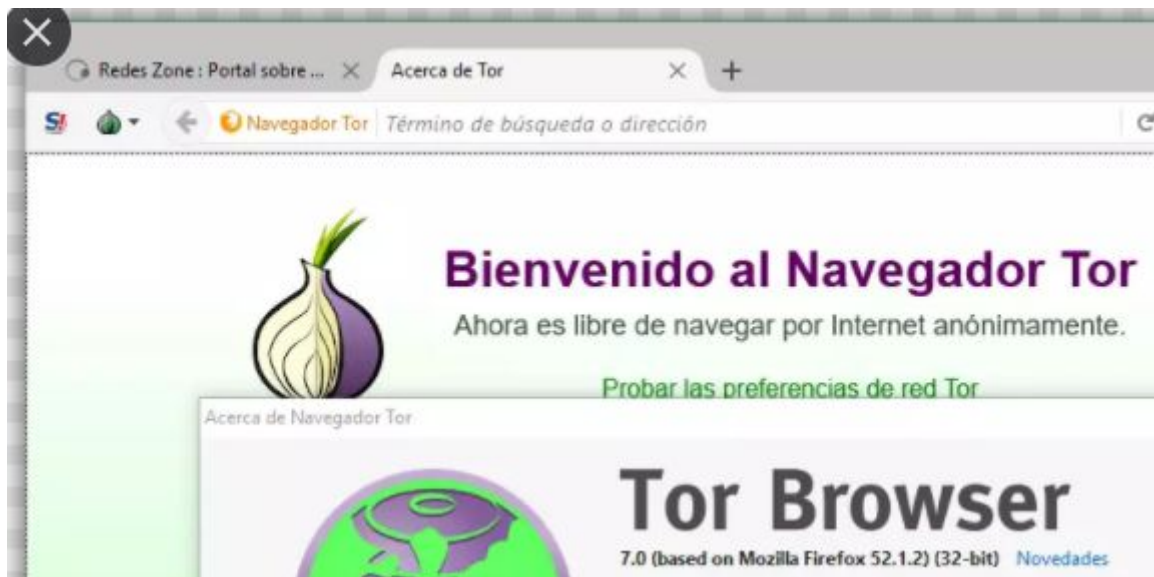 Redes Zone : Portal sobre ... Acerca de Tor
S! Navegador Tor Término de búsqueda o dirección
Bienvenido al Navegador Tor
Ahora es libre de navegar por Internet anónimamente.
Probar las preferencias de red Tor
Acerca de Navegador Tor
Tor Browser
7.0 (based on Mozilla Firefox 52.1.2) (32-bit) Novedades